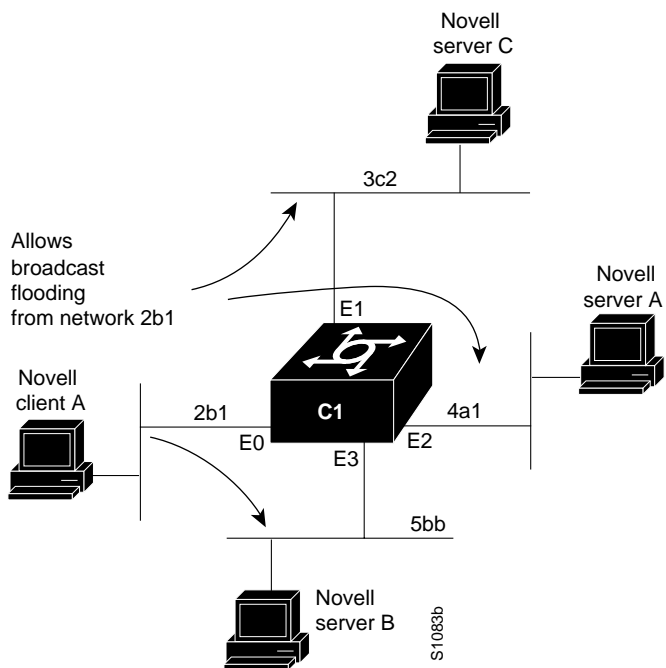 Novell
server C
3c2
Allows
broadcast
flooding
from network 2b1
Novell
server A
E1
Novell
client A
2b1
C1
4a1
E0
E2
E3
5bb
Novell
server B
S1083b